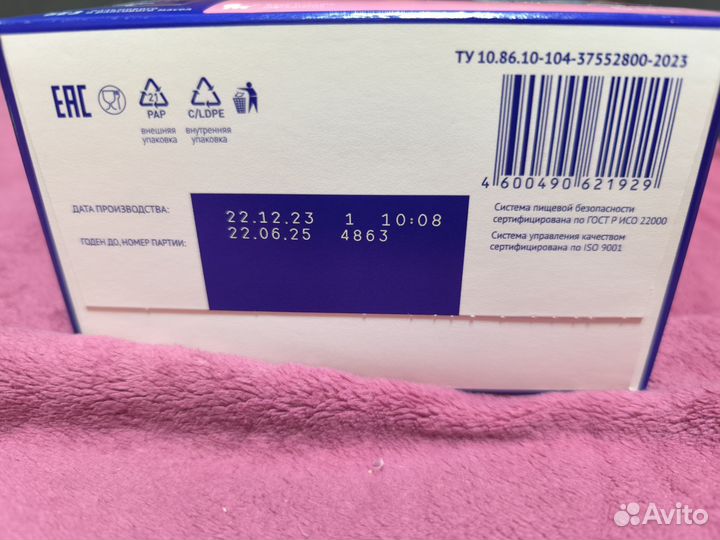 ТУ 10.86.10-104-37552800-2023
ЕАС
21
PAP
C/LDPE
внешняя упаковка
внутренняя упаковка
4 600490 621929
ДАТА ПРОИЗВОДСТВА:
22.12.23 1 10:08
ГОДЕН ДО, НОМЕР ПАРТИИ:
22.06.25 4863
Система пищевой безопасности
сертифицирована по ГОСТ Р ИСО 22000
Система управления качеством
сертифицирована по ISO 9001
Avito